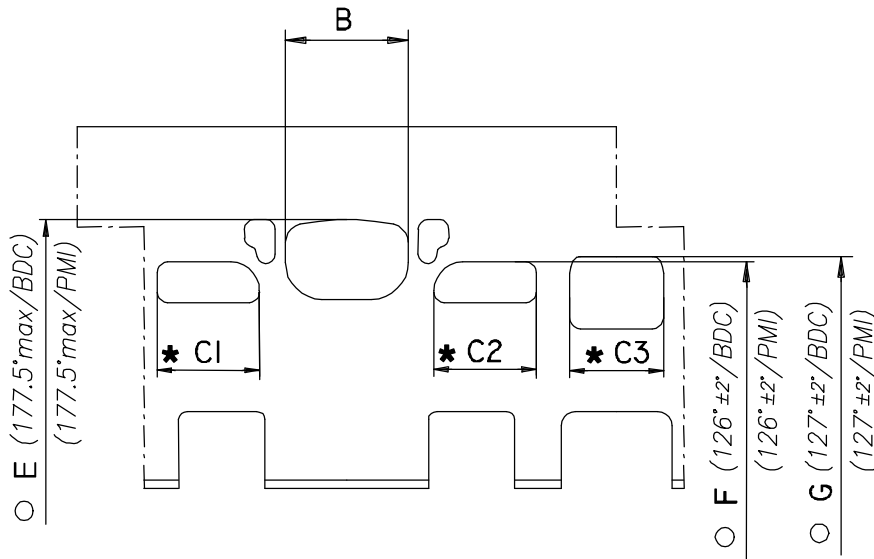 B
* C1
* C2
* C3
○ E (177.5°max/BDC)
(177.5°max/PMI)
○ F (126°±2°/BDC)
(126°±2°/PMI)
○ G (127°±2°/BDC)
(127°±2°/PMI)